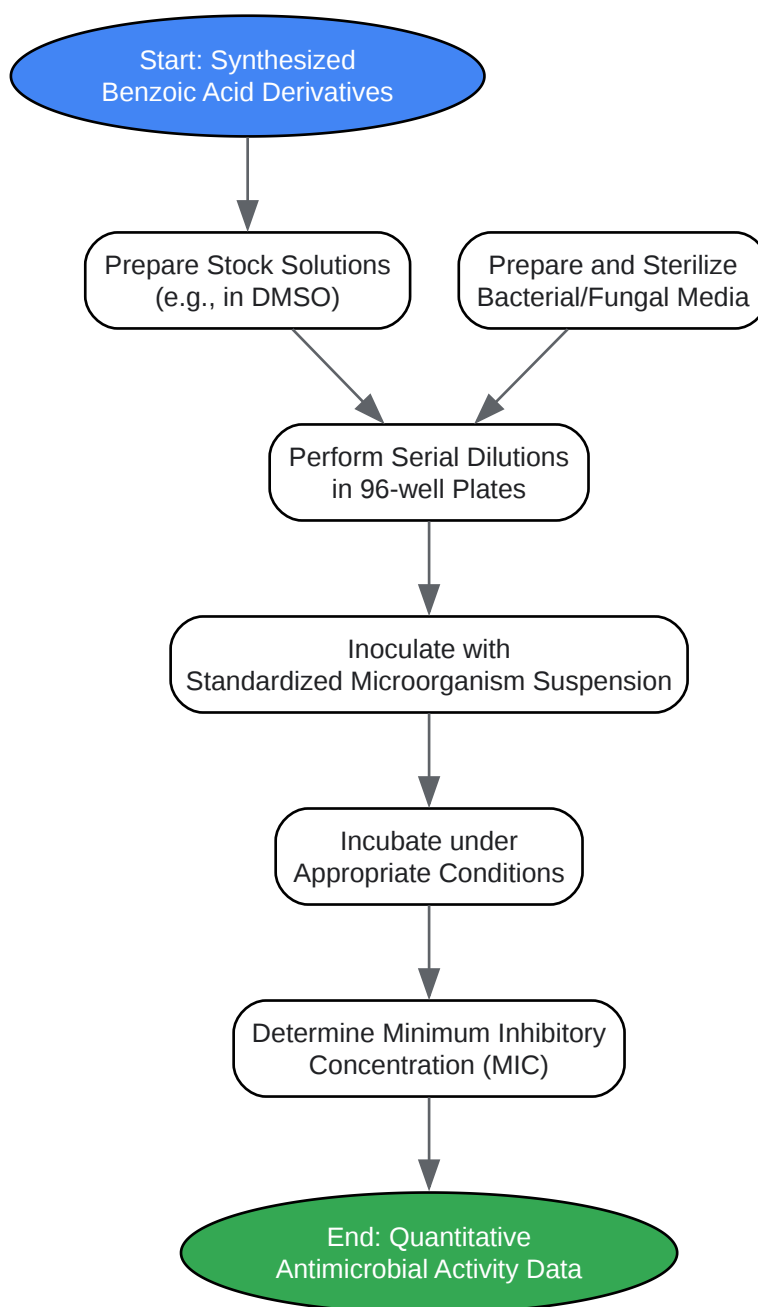 Start: Synthesized
Benzoic Acid Derivatives
Prepare Stock Solutions
(e.g., in DMSO)
Prepare and Sterilize
Bacterial/Fungal Media
Perform Serial Dilutions
in 96-well Plates
Inoculate with
Standardized Microorganism Suspension
Incubate under
Appropriate Conditions
Determine Minimum Inhibitory
Concentration (MIC)
End: Quantitative
Antimicrobial Activity Data